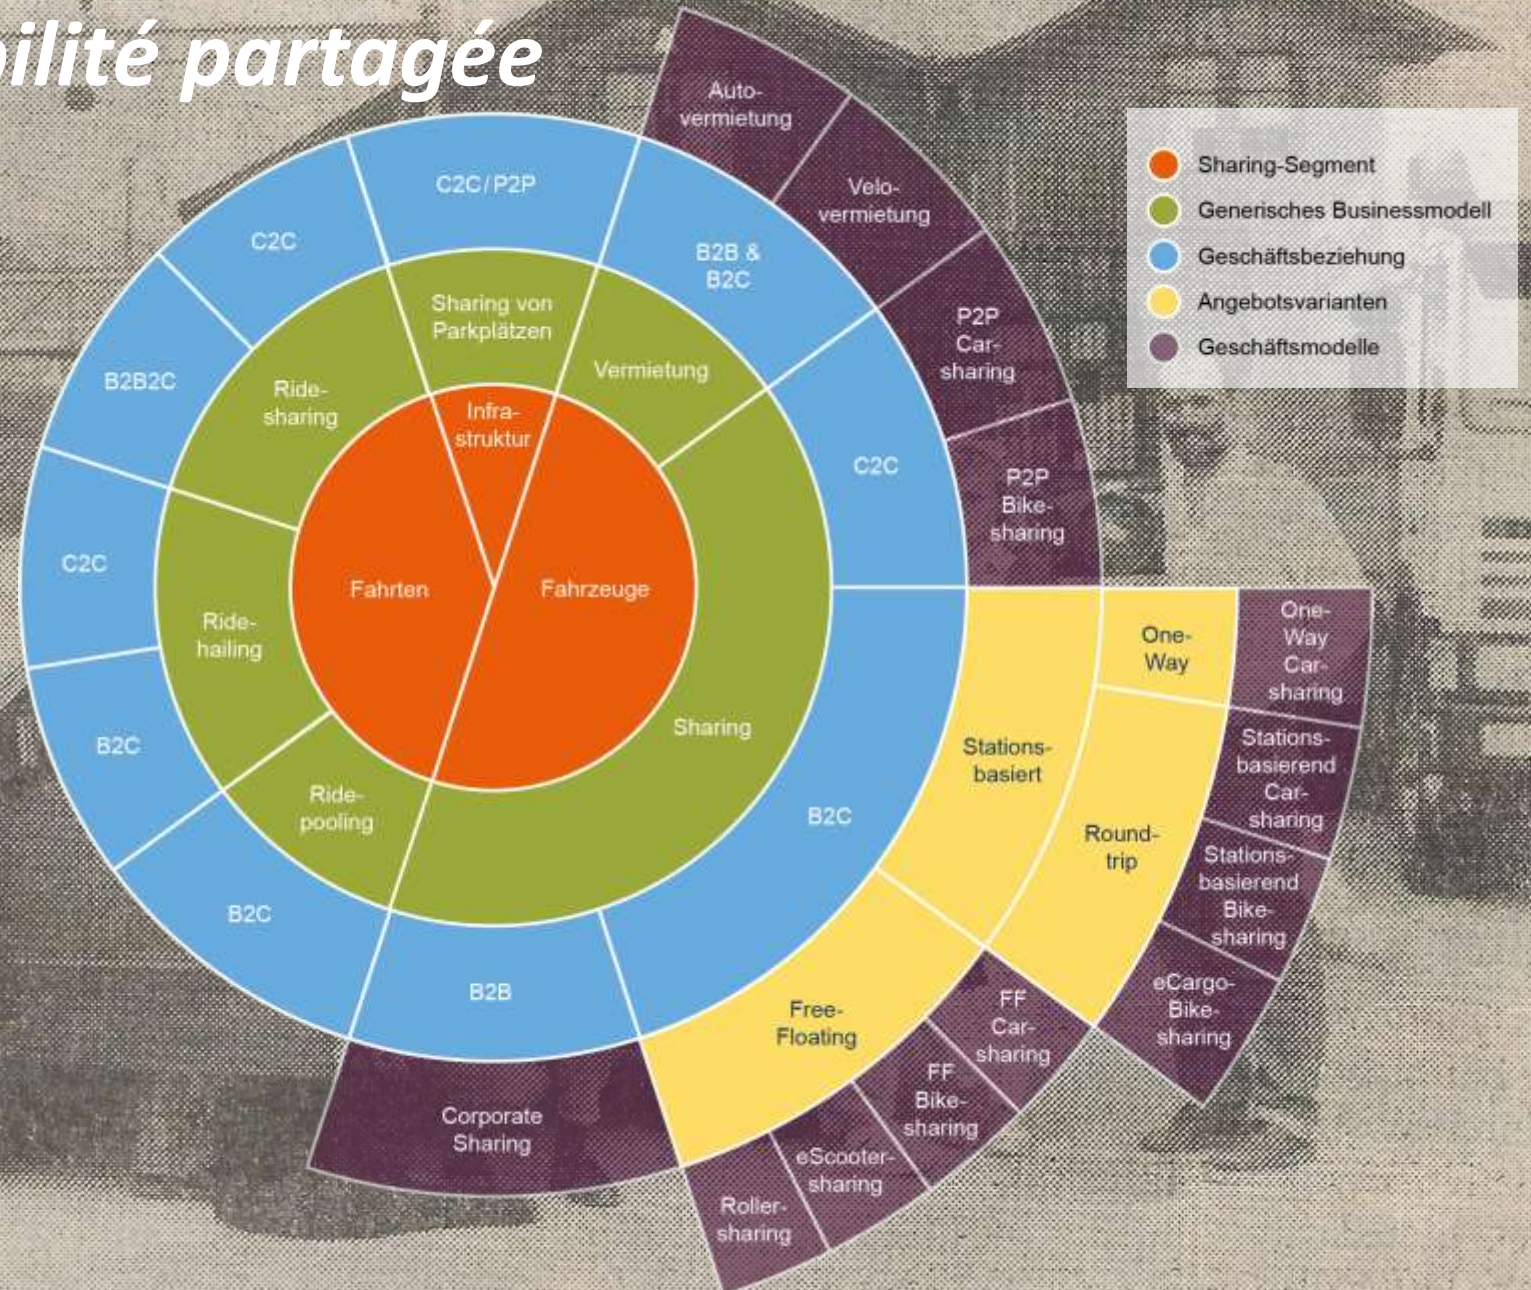 bilité partagée
Sharing-Segment
Generisches Businessmodell
Geschäftsbeziehung
Angebotsvarianten
Geschäftsmodelle
Auto-
vermietung
Velo-
vermietung
P2P
Car-
sharing
P2P
Bike-
sharing
C2C/P2P
B2B &
B2C
C2C
C2C
B2B2C
C2C
B2C
B2C
B2B
B2C
Sharing von
Parkplätzen
Vermietung
Ride-
sharing
Ride-
hailing
Ride-
pooling
Sharing
Infra-
struktur
Fahrten
Fahrzeuge
Stations-
basiert
One-
Way
Round-
trip
Free-
Floating
One-
Way
Car-
sharing
Stations-
basierend
Car-
sharing
Stations-
basierend
Bike-
sharing
eCargo-
Bike-
sharing
FF
Car-
sharing
FF
Bike-
sharing
eScooter-
sharing
Roller-
sharing
Corporate
Sharing